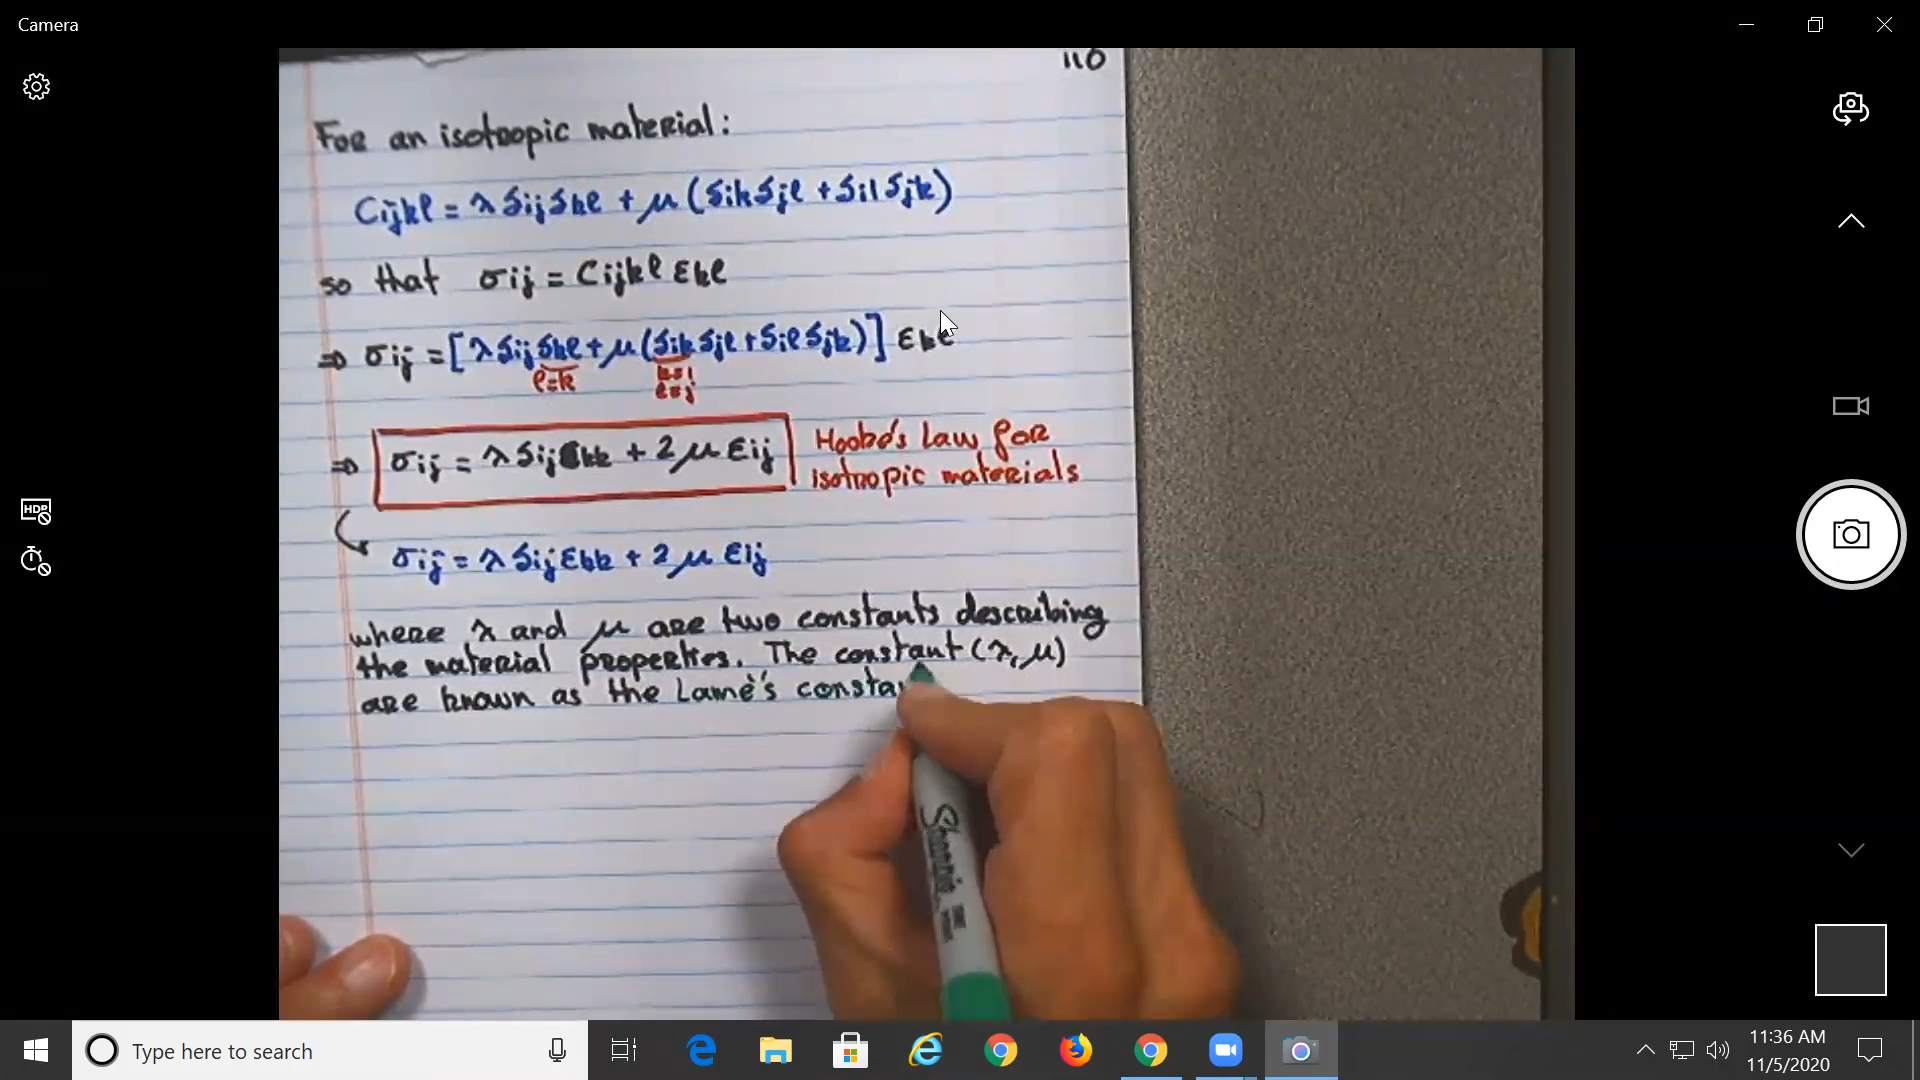 Camera
110
For an isotropic material:
Cijkl = λ δij δkl + μ (δik δjl + δil δjk)
so that σij = Cijkl εkl
⇒ σij = [λ δij δkl + μ (δik δjl + δil δjk)] εkl
l=k
k=i
l=j
⇒ σij = λ δij εkk + 2 μ εij
Hooke's Law for
isotropic materials
σij = λ δij εkk + 2 μ εij
where λ and μ are two constants describing
the material properties. The constant (λ, μ)
are known as the Lamè's consta
Sharpie
HDR
Type here to search
11:36 AM
11/5/2020